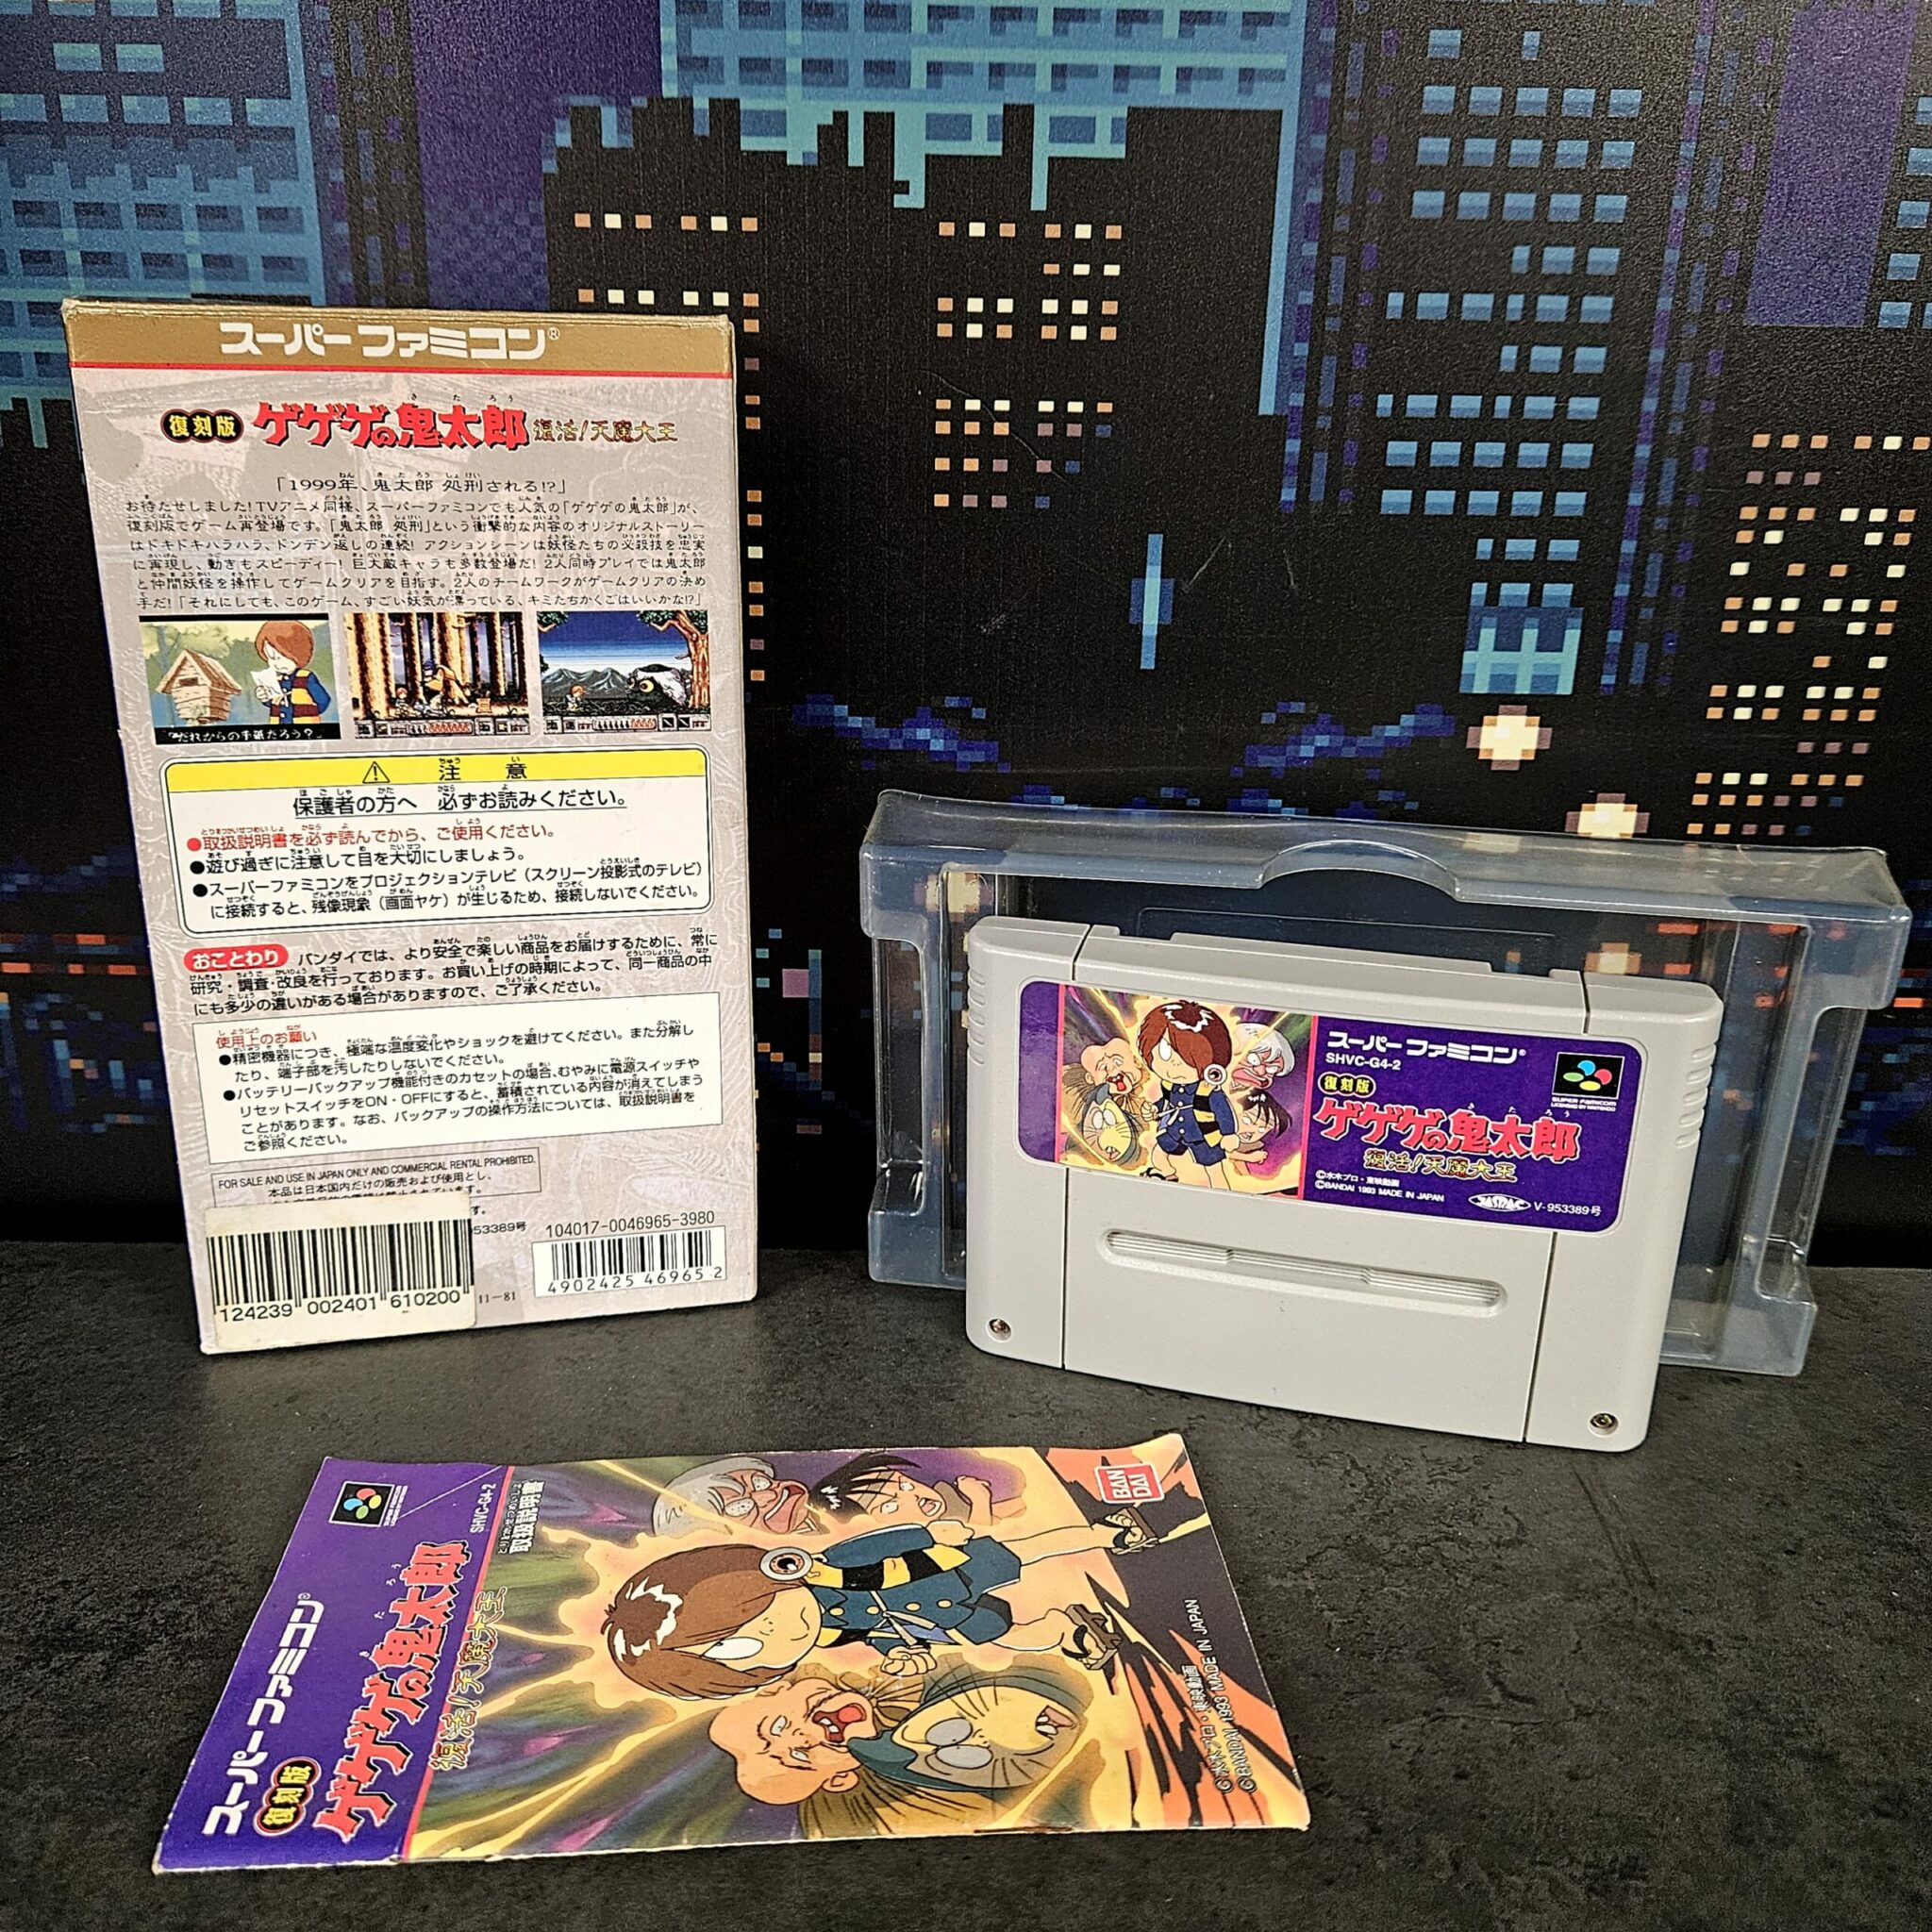 スーパーファミコン®
復刻版 ゲゲゲの鬼太郎 復活!天魔大王
「1999年、鬼太郎 処刑される!?」
お待たせしました!TVアニメ同様、スーパーファミコンでも人気の「ゲゲゲの鬼太郎」が、
復刻版でゲーム再登場です。「鬼太郎 処刑」という衝撃的な内容のオリジナルストーリー
はドキドキハラハラ、ドンデン返しの連続! アクションシーンは妖怪たちの必殺技を忠実
に再現し、動きもスピーディー! 巨大敵キャラも多数登場だ! 2人同時プレイでは鬼太郎
と仲間妖怪を操作してゲームクリアを目指す。2人のチームワークがゲームクリアの決め
手だ!「それにしても、このゲーム、すごい妖気が漂っている、キミたちかくごはいいかな!?」
「だれからの手紙だろう?」
注意
保護者の方へ 必ずお読みください。
●取扱説明書を必ず読んでから、ご使用ください。
●遊び過ぎに注意して目を大切にしましょう。
●スーパーファミコンをプロジェクションテレビ(スクリーン投影式のテレビ)
に接続すると、残像現象(画面ヤケ)が生じるため、接続しないでください。
おことわり バンダイでは、より安全で楽しい商品をお届けするために、常に
研究・調査・改良を行っております。お買い上げの時期によって、同一商品の中
にも多少の違いがある場合がありますので、ご了承ください。
使用上のお願い
●精密機器につき、極端な温度変化やショックを避けてください。また分解し
たり、端子部を汚したりしないでください。
●バッテリーバックアップ機能付きのカセットの場合、むやみに電源スイッチや
リセットスイッチをON・OFFにすると、蓄積されている内容が消えてしまう
ことがあります。なお、バックアップの操作方法については、取扱説明書を
ご参照ください。
FOR SALE AND USE IN JAPAN ONLY AND COMMERCIAL RENTAL PROHIBITED.
本品は日本国内だけの販売および使用とし、
す。
53389号
104017-0046965-3980
4902425 46965 2
124239 002401 610200
11-81
スーパーファミコン®
SHVC-G4-2
SUPER FAMICOM
LICENSED BY NINTENDO
復刻版
ゲゲゲの鬼太郎
復活!天魔大王
©水木プロ・東映動画
©BANDAI 1993 MADE IN JAPAN
JASRAC V-953389号
スーパーファミコン®
SUPER FAMICOM
復刻版
ゲゲゲの鬼太郎
SHVC-G4-2
復活!天魔大王
取扱説明書
BAN
DAI
©水木プロ・東映動画
©BANDAI 1993 MADE IN JAPAN